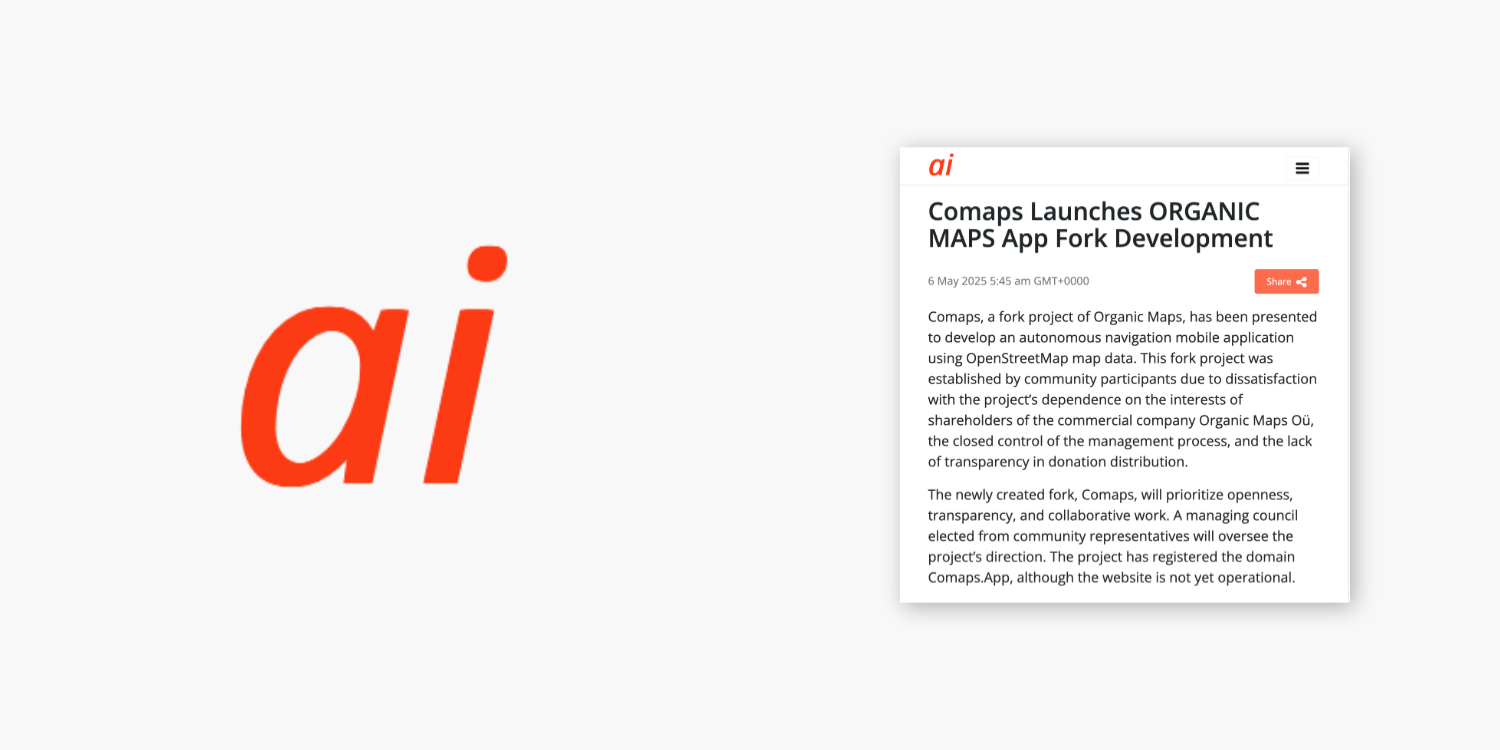 ai
ai
Comaps Launches ORGANIC
MAPS App Fork Development
6 May 2025 5:45 am GMT+0000
Share
Comaps, a fork project of Organic Maps, has been presented
to develop an autonomous navigation mobile application
using OpenStreetMap map data. This fork project was
established by community participants due to dissatisfaction
with the project's dependence on the interests of
shareholders of the commercial company Organic Maps Oü,
the closed control of the management process, and the lack
of transparency in donation distribution.
The newly created fork, Comaps, will prioritize openness,
transparency, and collaborative work. A managing council
elected from community representatives will oversee the
project's direction. The project has registered the domain
Comaps.App, although the website is not yet operational.